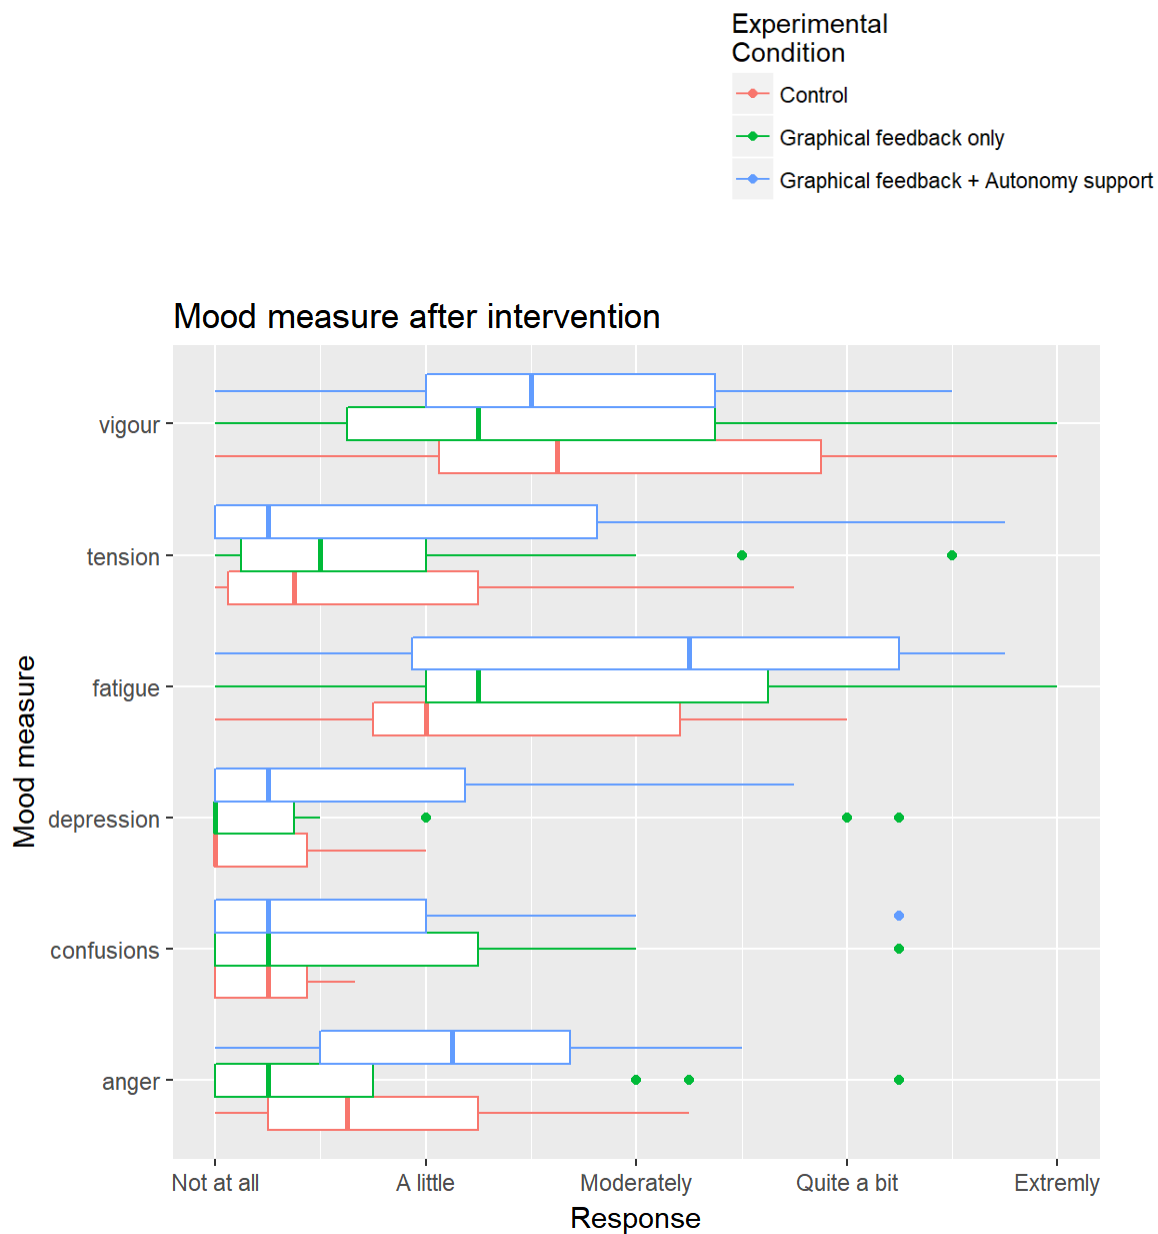 Experimental
Condition
Control
Graphical feedback only
Graphical feedback + Autonomy support
Mood measure after intervention
Mood measure
vigour
tension
fatigue
depression
confusions
anger
Not at all
A little
Moderately
Quite a bit
Extremly
Response